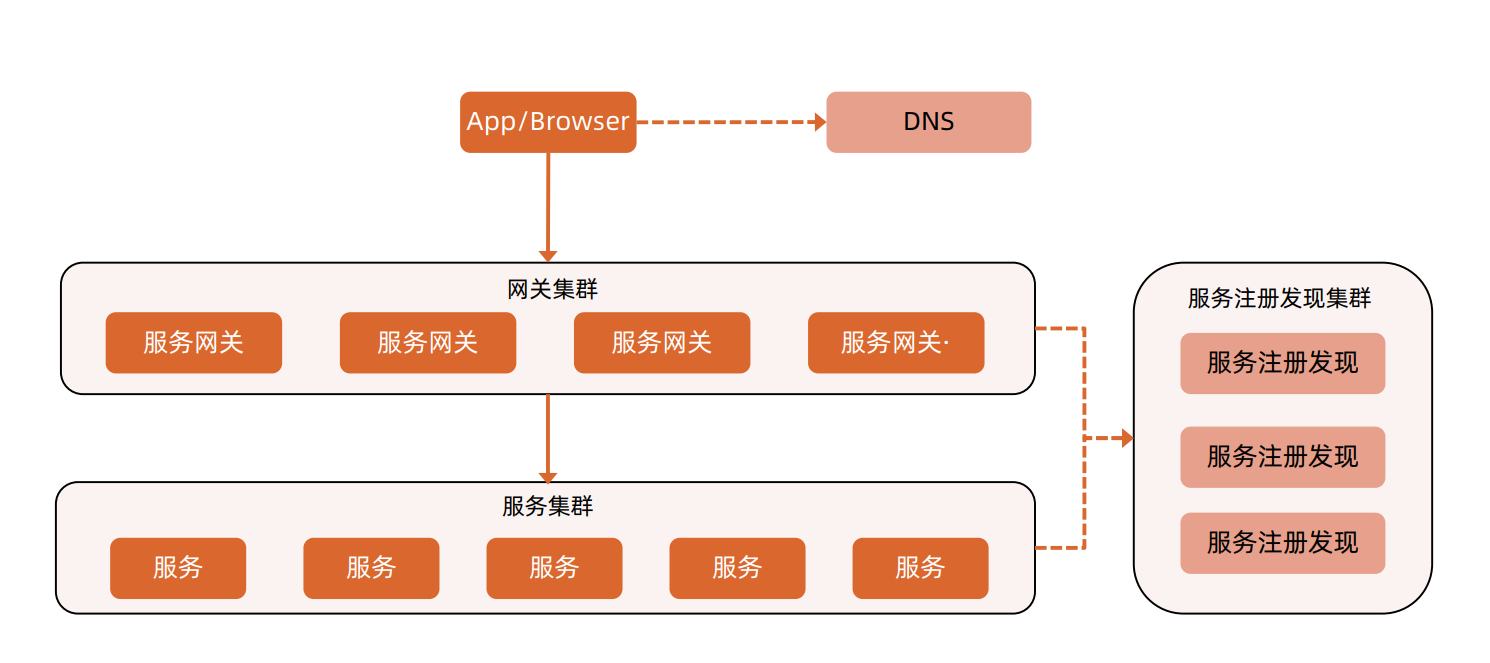 App/Browser
DNS
网关集群
服务网关
服务网关
服务网关
服务网关·
服务集群
服务
服务
服务
服务
服务
服务注册发现集群
服务注册发现
服务注册发现
服务注册发现